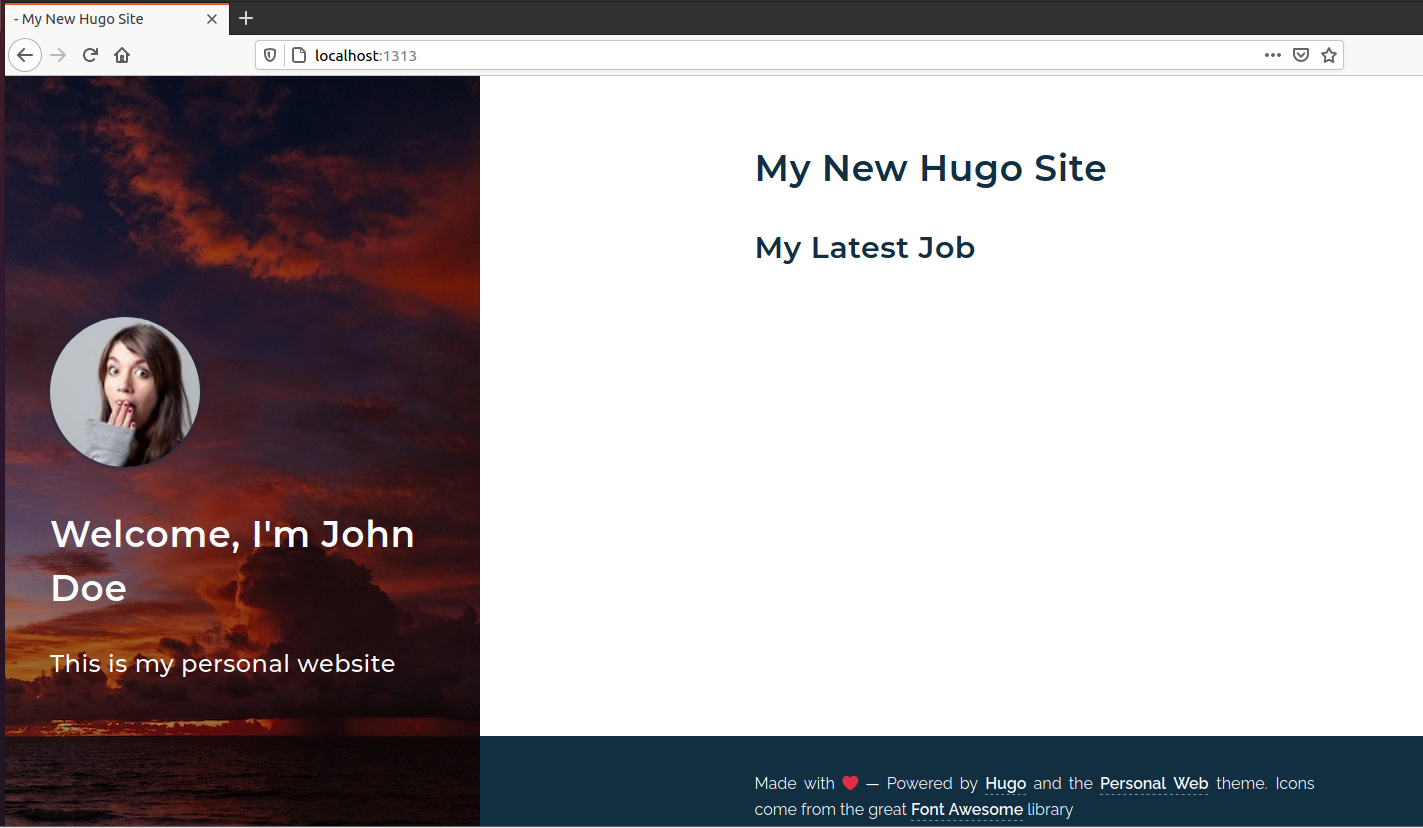 - My New Hugo Site
localhost:1313
My New Hugo Site
My Latest Job
Welcome, I'm John
Doe
This is my personal website
Made with ❤ — Powered by Hugo and the Personal Web theme. Icons
come from the great Font Awesome library